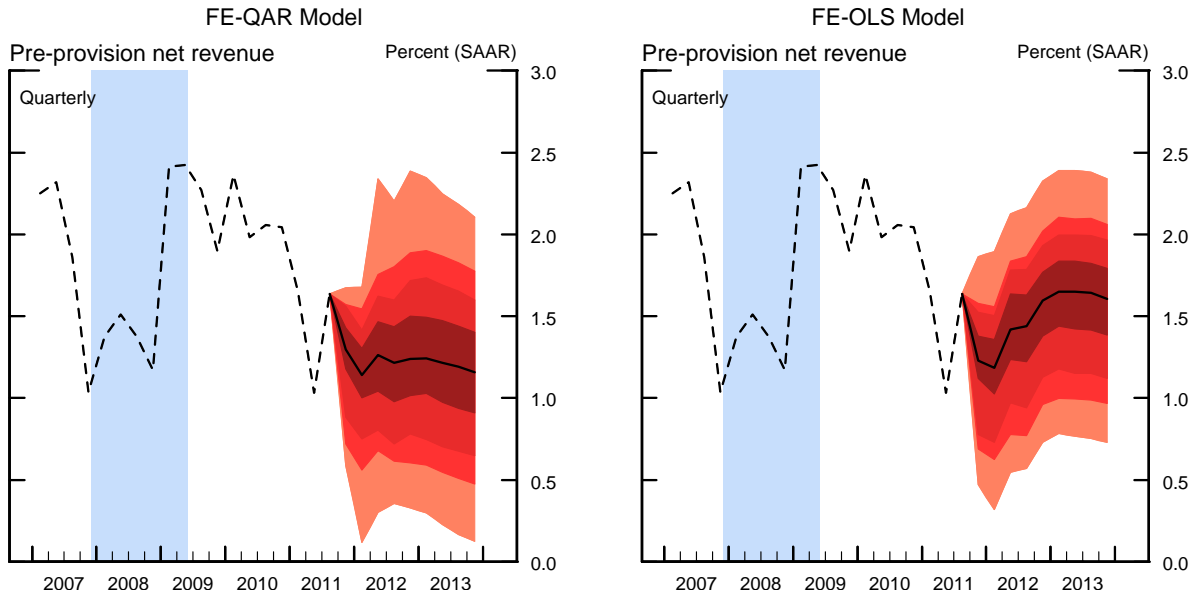 FE-QAR Model
Pre-provision net revenue Percent (SAAR)
Quarterly
3.0
2.5
2.0
1.5
1.0
0.5
0.0
2007 2008 2009 2010 2011 2012 2013
FE-OLS Model
Pre-provision net revenue Percent (SAAR)
Quarterly
3.0
2.5
2.0
1.5
1.0
0.5
0.0
2007 2008 2009 2010 2011 2012 2013